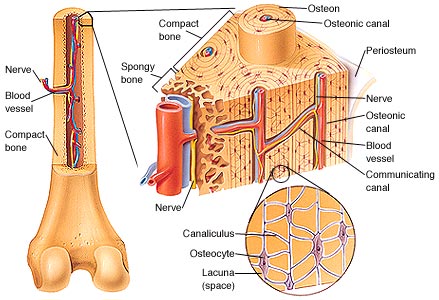 Osteon
Osteonic canal
Compact
bone
Periosteum
Spongy
bone
Nerve
Blood
vessel
Compact
bone
Nerve
Osteonic
canal
Blood
vessel
Communicating
canal
Nerve
Canaliculus
Osteocyte
Lacuna
(space)